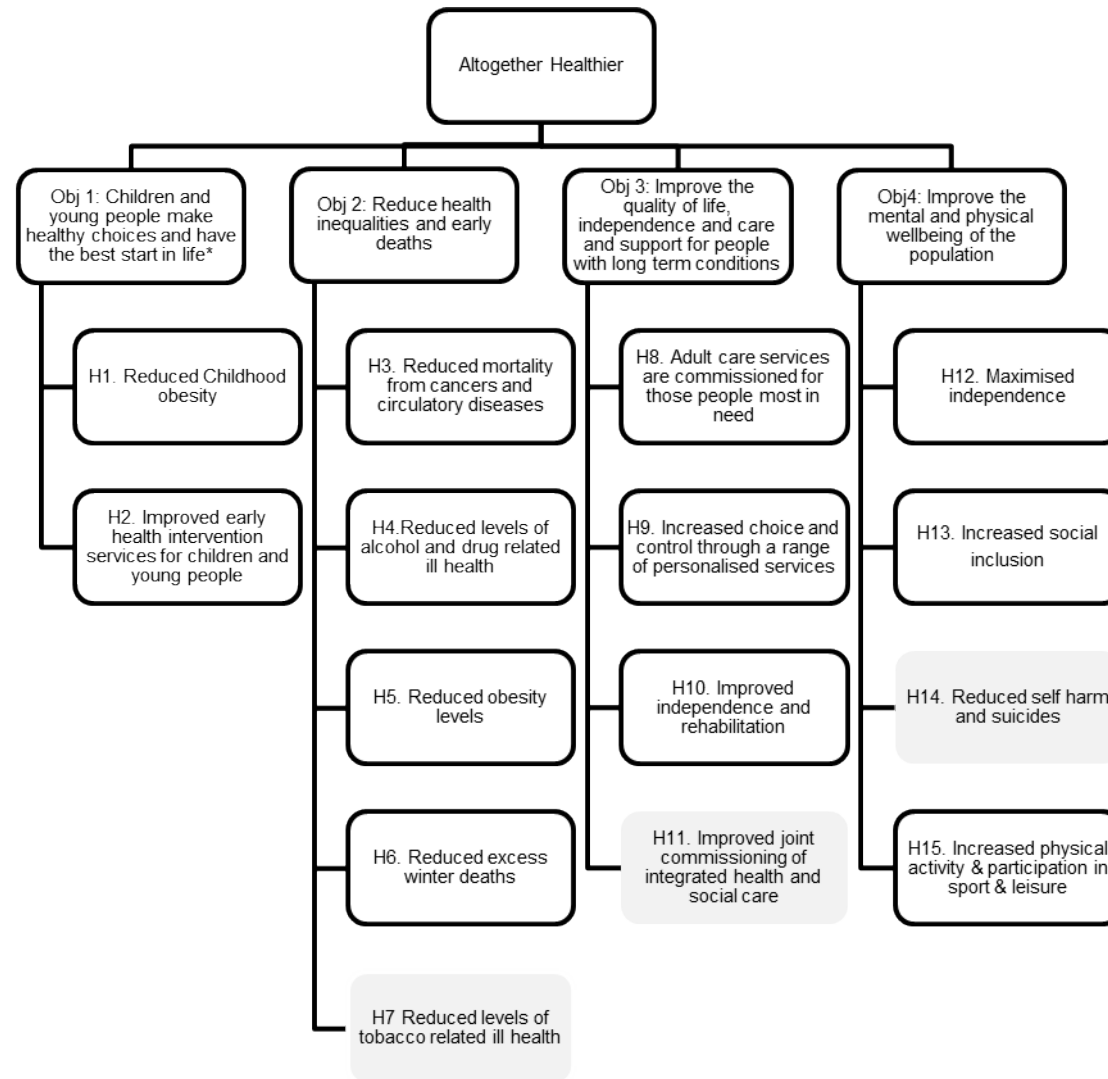 Altogether Healthier
Obj 1: Children and
young people make
healthy choices and have
the best start in life*
Obj 2: Reduce health
inequalities and early
deaths
Obj 3: Improve the
quality of life,
independence and care
and support for people
with long term conditions
Obj4: Improve the
mental and physical
wellbeing of the
population
H1. Reduced Childhood
obesity
H2. Improved early
health intervention
services for children and
young people
H3. Reduced mortality
from cancers and
circulatory diseases
H4.Reduced levels of
alcohol and drug related
ill health
H5. Reduced obesity
levels
H6. Reduced excess
winter deaths
H7 Reduced levels of
tobacco related ill health
H8. Adult care services
are commissioned for
those people most in
need
H9. Increased choice and
control through a range
of personalised services
H10. Improved
independence and
rehabilitation
H11. Improved joint
commissioning of
integrated health and
social care
H12. Maximised
independence
H13. Increased social
inclusion
H14. Reduced self harm
and suicides
H15. Increased physical
activity & participation in
sport & leisure